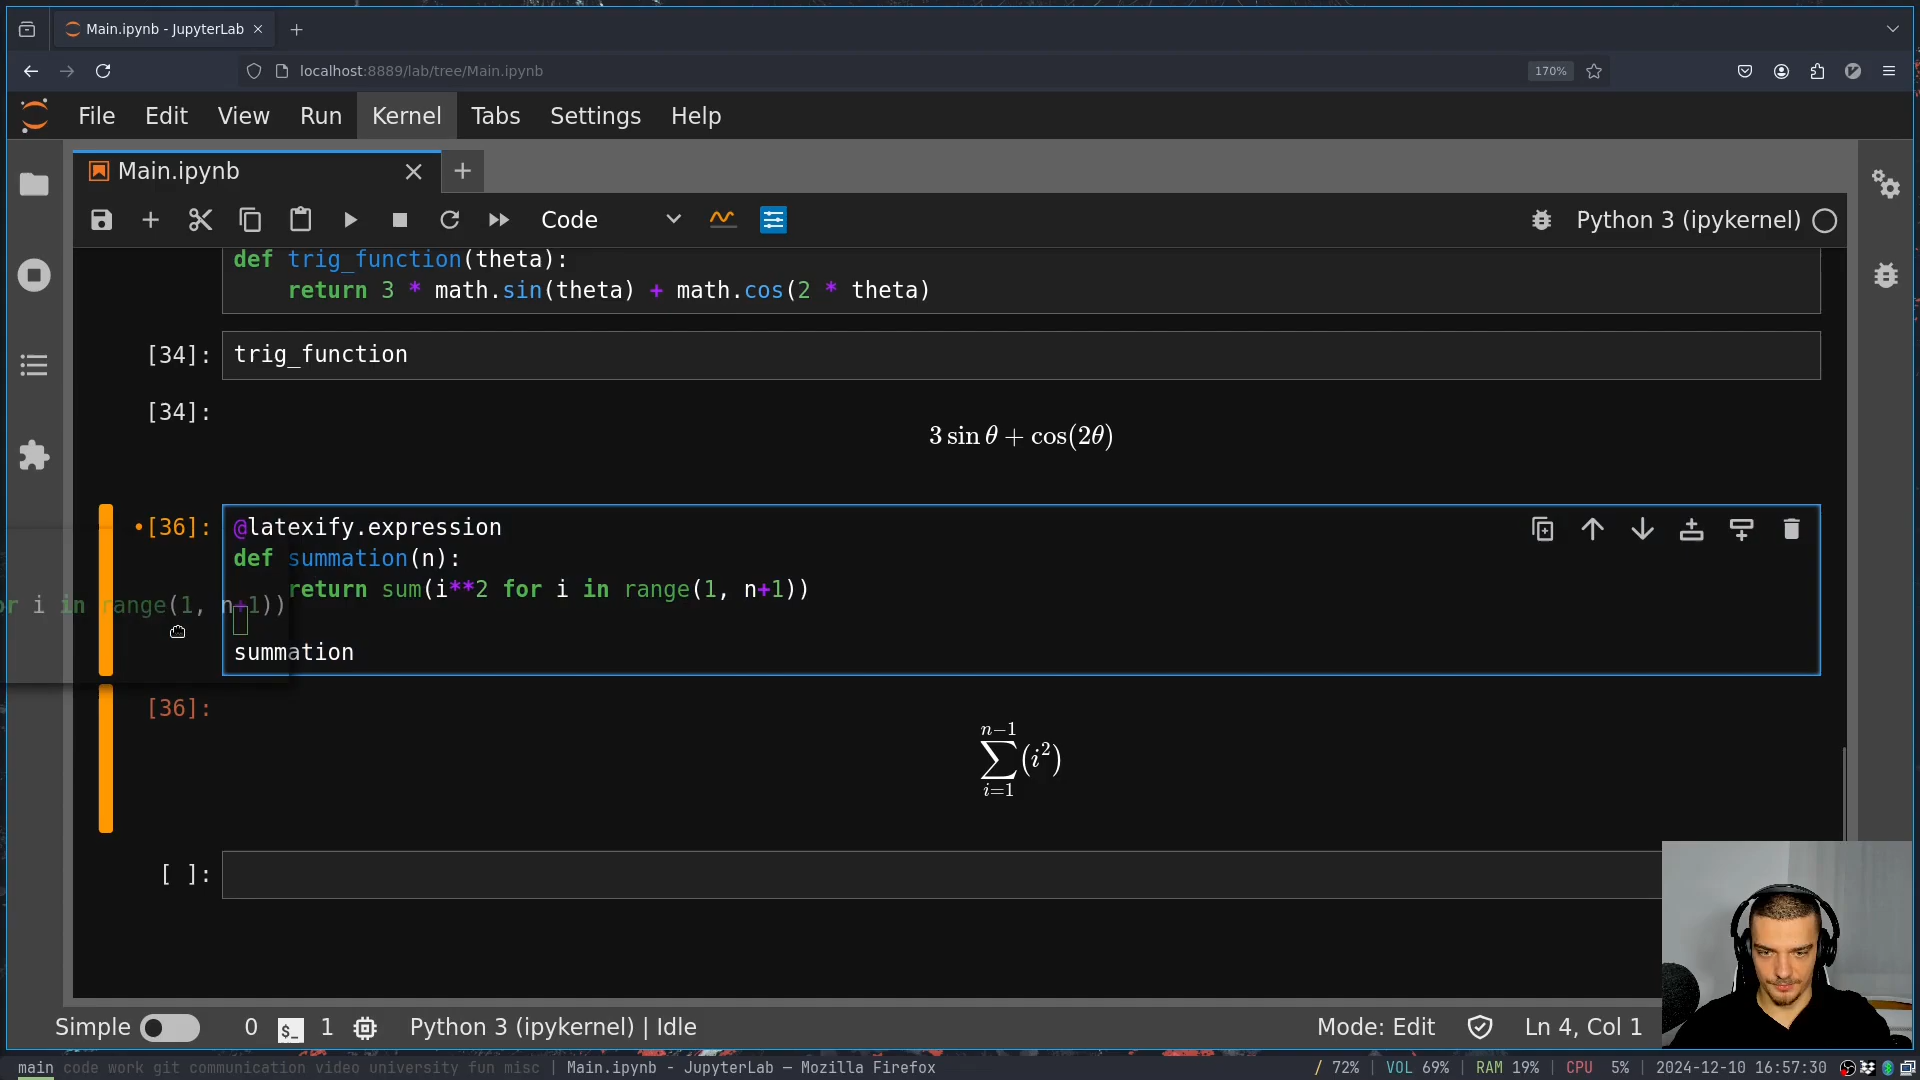 Main.ipynb - JupyterLab
localhost:8889/lab/tree/Main.ipynb
170%
File Edit View Run Kernel Tabs Settings Help
Main.ipynb
Code
Python 3 (ipykernel)
def trig_function(theta):
return 3 * math.sin(theta) + math.cos(2 * theta)
[34]: trig_function
[34]:
3 sin θ + cos(2θ)
[36]: @latexify.expression
def summation(n):
return sum(i**2 for i in range(1, n+1))
or i in range(1, n+1))
summation
[36]:
n−1
∑ (i²)
i=1
[ ]:
Simple 0 $_ 1 Python 3 (ipykernel) | Idle Mode: Edit Ln 4, Col 1
main code work git communication video university fun misc | Main.ipynb - JupyterLab — Mozilla Firefox / 72% | VOL 69% | RAM 19% | CPU 5% | 2024-12-10 16:57:30